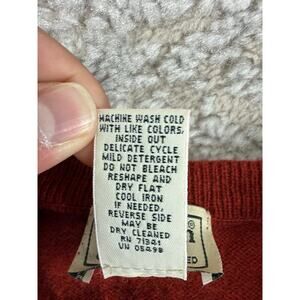 MACHINE WASH COLD
WITH LIKE COLORS,
INSIDE OUT
DELICATE CYCLE
MILD DETERGENT
DO NOT BLEACH
RESHAPE AND
DRY FLAT
COOL IRON
IF NEEDED,
REVERSE SIDE
MAY BE
DRY CLEANED
RN 71341
VN 05498